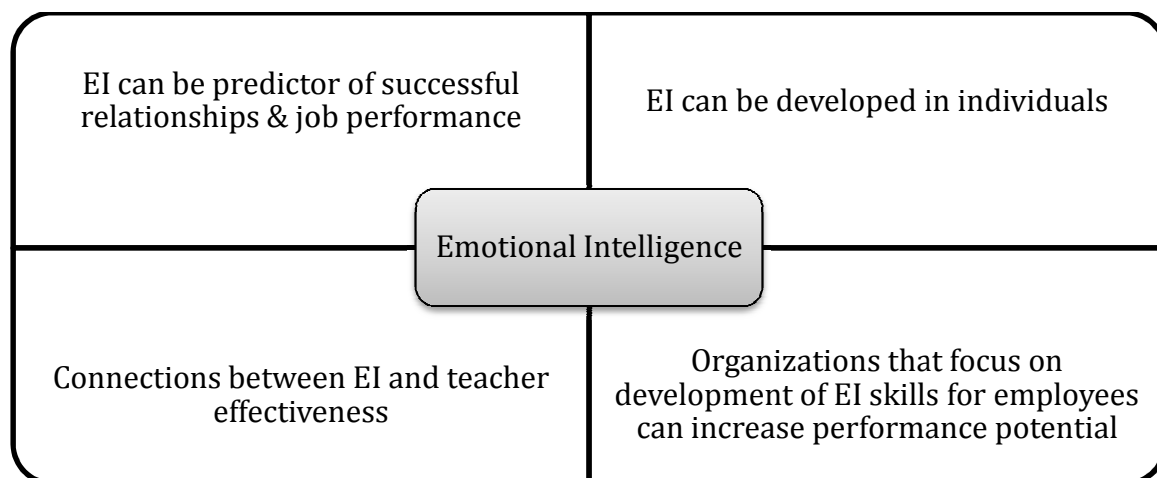 EI can be predictor of successful
relationships & job performance
EI can be developed in individuals
Emotional Intelligence
Connections between EI and teacher
effectiveness
Organizations that focus on
development of EI skills for employees
can increase performance potential